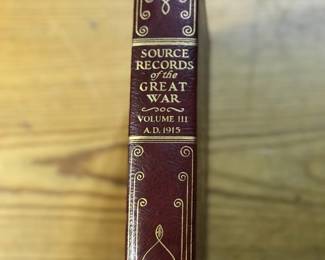 SOURCE
RECORDS
of the
GREAT
WAR
VOLUME III
A.D. 1915